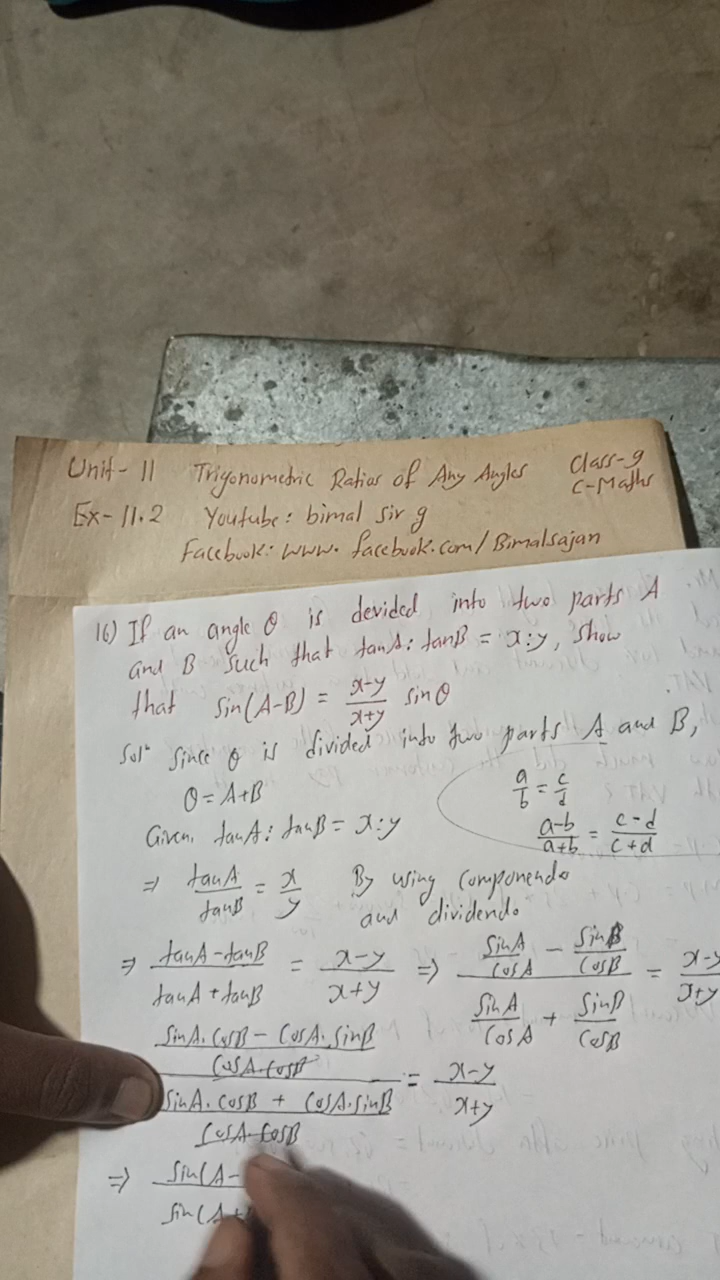 Unit- 11 Trigonometric Ratios of Any Angles Class-9
Ex- 11.2 Youtube: bimal sir g C-Maths
Facebook: www. facebook.com/Bimalsajan
16) If an angle θ is devided into two parts A
and B such that tanA: tanB = x:y, show
that sin(A-B) = x-y/x+y sinθ
Solⁿ Since θ is divided into two parts A and B,
θ=A+B
a/b = c/d
Given, tanA: tanB = x:y
a-b/a+b = c-d/c+d
⇒ tanA/tanB = x/y By using componendo
and dividendo
⇒ tanA-tanB/tanA+tanB = x-y/x+y ⇒ sinA/cosA - sinB/cosB / sinA/cosA + sinB/cosB = x-y/x+y
sinA.cosB - cosA.sinB/cosA.cosB / sinA.cosB + cosA.sinB/cosA.cosB = x-y/x+y
⇒ sin(A- / sin(A+